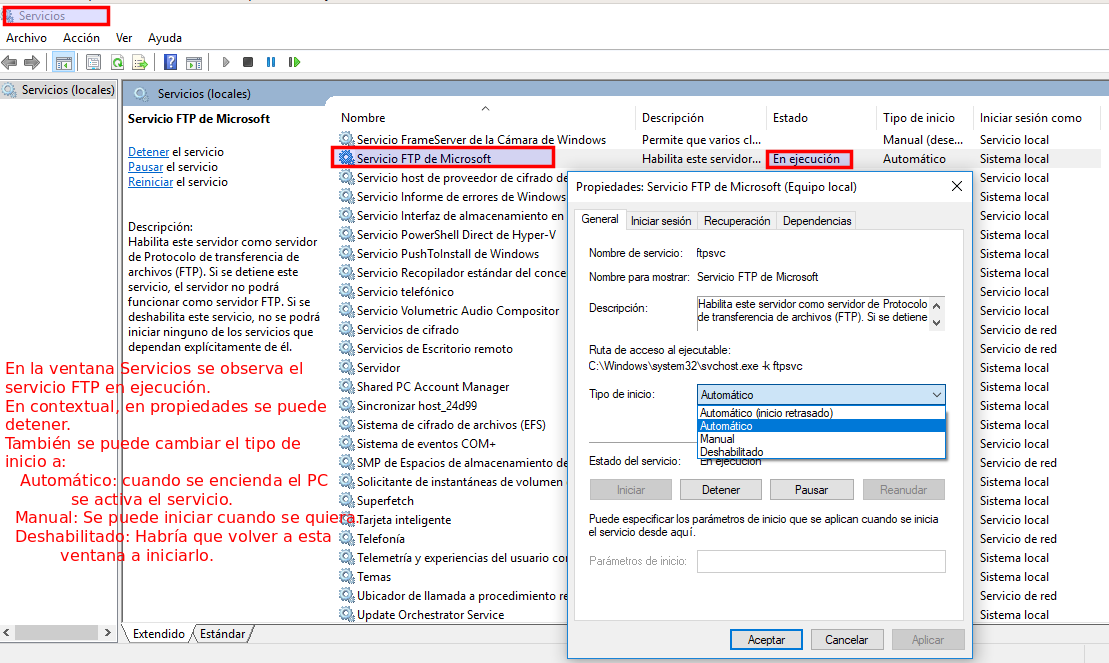 Servicios
Archivo Acción Ver Ayuda
Servicios (locales)
Servicios (locales)
Servicio FTP de Microsoft
Detener el servicio
Pausar el servicio
Reiniciar el servicio
Descripción:
Habilita este servidor como servidor
de Protocolo de transferencia de
archivos (FTP). Si se detiene este
servicio, el servidor no podrá
funcionar como servidor FTP. Si se
deshabilita este servicio, no se podrá
iniciar ninguno de los servicios que
dependan explícitamente de él.
En la ventana Servicios se observa el
servicio FTP en ejecución.
En contextual, en propiedades se puede
detener.
También se puede cambiar el tipo de
inicio a:
Automático: cuando se encienda el PC
se activa el servicio.
Manual: Se puede iniciar cuando se quiera.
Deshabilitado: Habría que volver a esta
ventana a iniciarlo.
Nombre Descripción Estado Tipo de inicio Iniciar sesión como
Servicio FrameServer de la Cámara de Windows Permite que varios cl... Manual (dese... Servicio local
Servicio FTP de Microsoft Habilita este servidor... En ejecución Automático Sistema local
Servicio host de proveedor de cifrado de Servicio local
Servicio Informe de errores de Windows Sistema local
Servicio Interfaz de almacenamiento en Servicio local
Servicio PowerShell Direct de Hyper-V Sistema local
Servicio PushToInstall de Windows Sistema local
Servicio Recopilador estándar del conce Sistema local
Servicio telefónico Servicio local
Servicio Volumetric Audio Compositor Servicio local
Servicios de cifrado Servicio de red
Servicios de Escritorio remoto Servicio de red
Servidor Sistema local
Shared PC Account Manager Sistema local
Sincronizar host_24d99 Sistema local
Sistema de cifrado de archivos (EFS) Sistema local
Sistema de eventos COM+ Servicio local
SMP de Espacios de almacenamiento de Servicio de red
Solicitante de instantáneas de volumen Sistema local
Superfetch Sistema local
Tarjeta inteligente Servicio local
Telefonía Servicio de red
Telemetría y experiencias del usuario con Sistema local
Temas Sistema local
Ubicador de llamada a procedimiento re Servicio de red
Update Orchestrator Service Sistema local
Extendido Estándar
Propiedades: Servicio FTP de Microsoft (Equipo local)
General Iniciar sesión Recuperación Dependencias
Nombre de servicio: ftpsvc
Nombre para mostrar: Servicio FTP de Microsoft
Descripción: Habilita este servidor como servidor de Protocolo
de transferencia de archivos (FTP). Si se detiene
Ruta de acceso al ejecutable:
C:\Windows\system32\svchost.exe -k ftpsvc
Tipo de inicio: Automático
Automático (inicio retrasado)
Automático
Manual
Deshabilitado
Estado del servicio: En ejecución
Iniciar Detener Pausar Reanudar
Puede especificar los parámetros de inicio que se aplican cuando se inicia
el servicio desde aquí.
Parámetros de inicio:
Aceptar Cancelar Aplicar